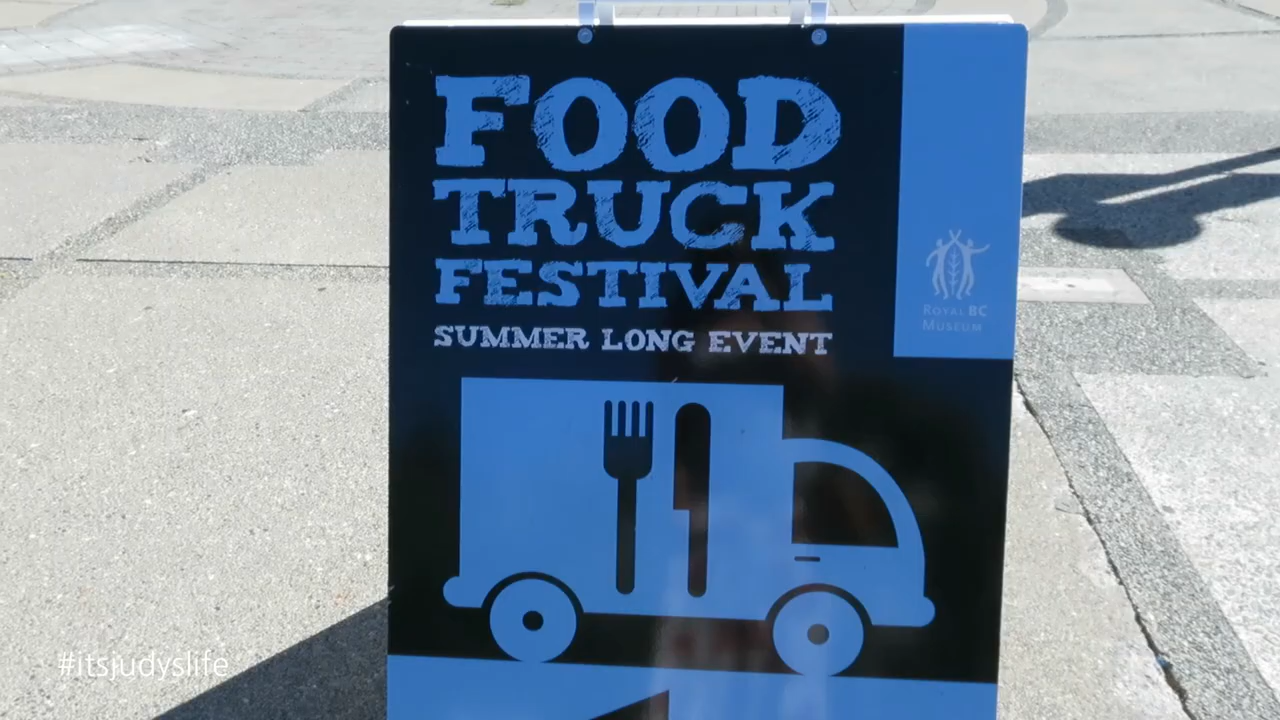 FOOD
TRUCK
FESTIVAL
SUMMER LONG EVENT
ROYAL BC
MUSEUM
#itsjudyslife